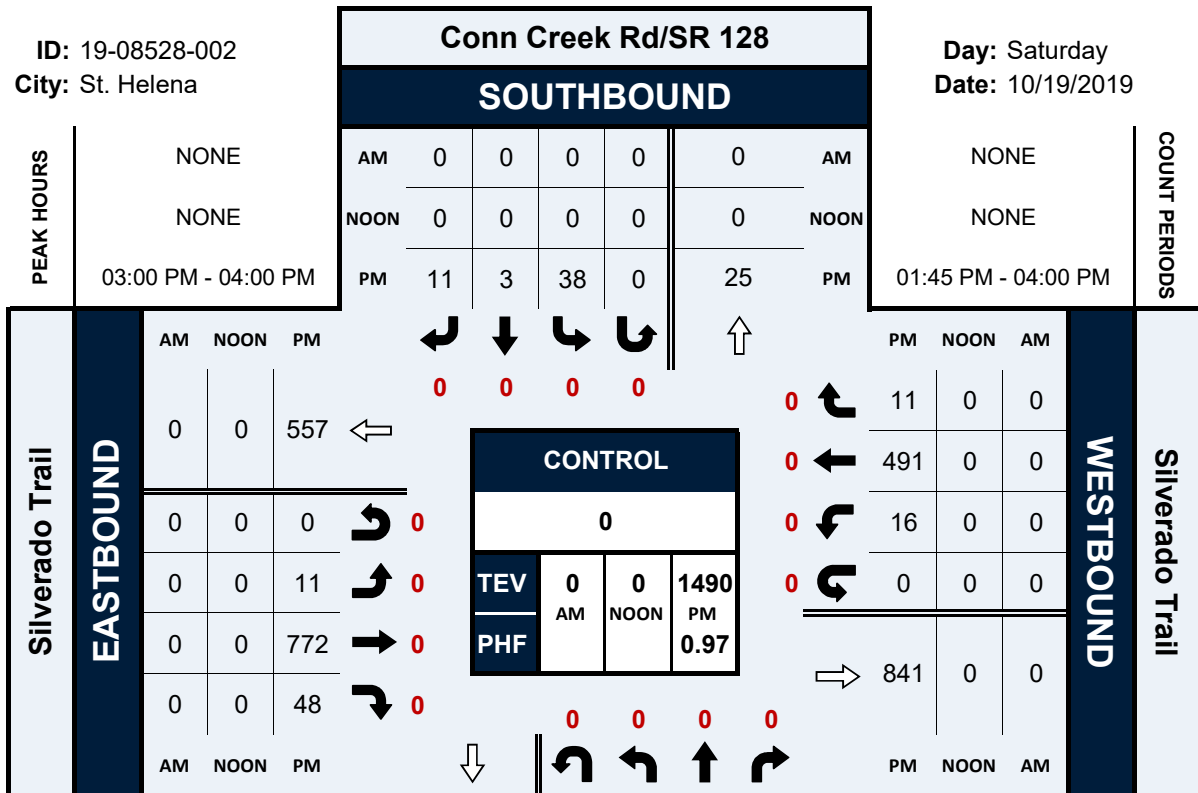 ID: 19-08528-002
City: St. Helena
Conn Creek Rd/SR 128
SOUTHBOUND
Day: Saturday
Date: 10/19/2019
PEAK HOURS
NONE
NONE
03:00 PM - 04:00 PM
AM 0 0 0 0 0 AM
NOON 0 0 0 0 0 NOON
PM 11 3 38 0 25 PM
NONE
NONE
01:45 PM - 04:00 PM
COUNT PERIODS
0 0 0 0
Silverado Trail
EASTBOUND
AM NOON PM
0 0 557
0 0 0 0
0 0 11 0
0 0 772 0
0 0 48 0
AM NOON PM
CONTROL
0
TEV 0 0 1490
AM NOON PM
PHF 0.97
PM NOON AM
0 11 0 0
0 491 0 0
0 16 0 0
0 0 0 0
841 0 0
PM NOON AM
WESTBOUND
Silverado Trail
0 0 0 0